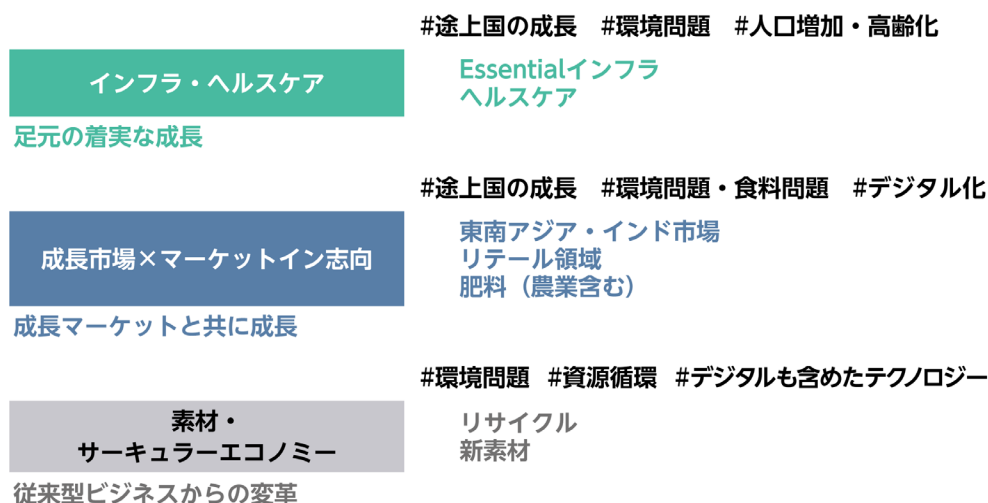 #途上国の成長 #環境問題 #人口増加・高齢化
インフラ・ヘルスケア
Essentialインフラ
ヘルスケア
足元の着実な成長
#途上国の成長 #環境問題・食料問題 #デジタル化
成長市場×マーケットイン志向
東南アジア・インド市場
リテール領域
肥料（農業含む）
成長マーケットと共に成長
#環境問題 #資源循環 #デジタルも含めたテクノロジー
素材・
サーキュラーエコノミー
リサイクル
新素材
従来型ビジネスからの変革